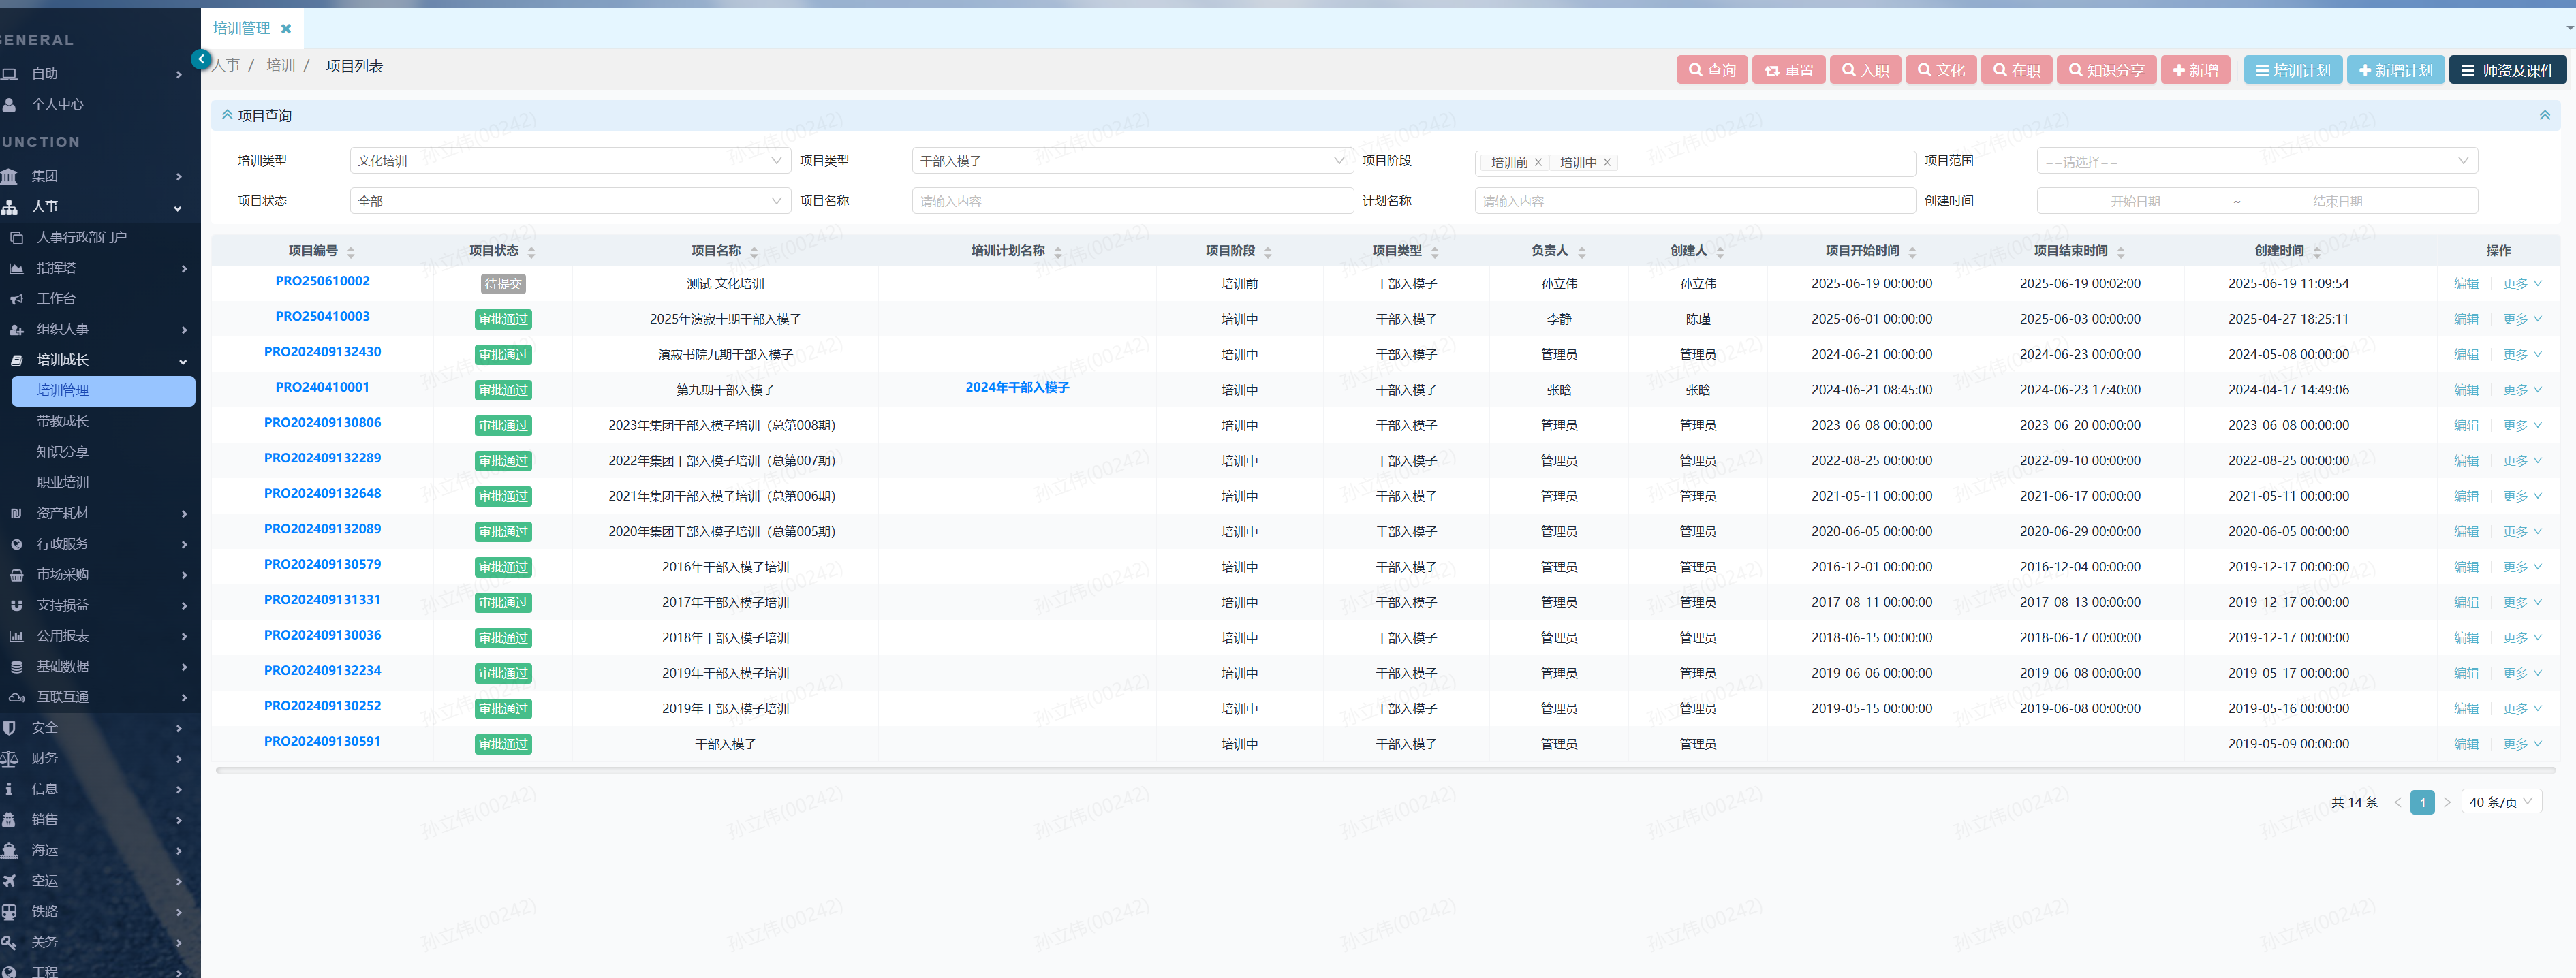 培训管理
GENERAL
自助
个人中心
UNCTION
集团
人事
人事行政部门户
指挥塔
工作台
组织人事
培训成长
培训管理
带教成长
知识分享
职业培训
资产耗材
行政服务
市场采购
支持损益
公用报表
基础数据
互联互通
安全
财务
信息
销售
海运
空运
铁路
关务
工程
人事 / 培训 / 项目列表
查询 重置 入职 文化 在职 知识分享 新增 培训计划 新增计划 师资及课件
项目查询
培训类型 文化培训 项目类型 干部入模子 项目阶段 培训前 培训中 项目范围 ==请选择==
项目状态 全部 项目名称 请输入内容 计划名称 请输入内容 创建时间 开始日期 ~ 结束日期
项目编号 项目状态 项目名称 培训计划名称 项目阶段 项目类型 负责人 创建人 项目开始时间 项目结束时间 创建时间 操作
PRO250610002 待提交 测试 文化培训 培训前 干部入模子 孙立伟 孙立伟 2025-06-19 00:00:00 2025-06-19 00:02:00 2025-06-19 11:09:54 编辑 更多
PRO250410003 审批通过 2025年演寂十期干部入模子 培训中 干部入模子 李静 陈瑾 2025-06-01 00:00:00 2025-06-03 00:00:00 2025-04-27 18:25:11 编辑 更多
PRO202409132430 审批通过 演寂书院九期干部入模子 培训中 干部入模子 管理员 管理员 2024-06-21 00:00:00 2024-06-23 00:00:00 2024-05-08 00:00:00 编辑 更多
PRO240410001 审批通过 第九期干部入模子 2024年干部入模子 培训中 干部入模子 张晗 张晗 2024-06-21 08:45:00 2024-06-23 17:40:00 2024-04-17 14:49:06 编辑 更多
PRO202409130806 审批通过 2023年集团干部入模子培训（总第008期） 培训中 干部入模子 管理员 管理员 2023-06-08 00:00:00 2023-06-20 00:00:00 2023-06-08 00:00:00 编辑 更多
PRO202409132289 审批通过 2022年集团干部入模子培训（总第007期） 培训中 干部入模子 管理员 管理员 2022-08-25 00:00:00 2022-09-10 00:00:00 2022-08-25 00:00:00 编辑 更多
PRO202409132648 审批通过 2021年集团干部入模子培训（总第006期） 培训中 干部入模子 管理员 管理员 2021-05-11 00:00:00 2021-06-17 00:00:00 2021-05-11 00:00:00 编辑 更多
PRO202409132089 审批通过 2020年集团干部入模子培训（总第005期） 培训中 干部入模子 管理员 管理员 2020-06-05 00:00:00 2020-06-29 00:00:00 2020-06-05 00:00:00 编辑 更多
PRO202409130579 审批通过 2016年干部入模子培训 培训中 干部入模子 管理员 管理员 2016-12-01 00:00:00 2016-12-04 00:00:00 2019-12-17 00:00:00 编辑 更多
PRO202409131331 审批通过 2017年干部入模子培训 培训中 干部入模子 管理员 管理员 2017-08-11 00:00:00 2017-08-13 00:00:00 2019-12-17 00:00:00 编辑 更多
PRO202409130036 审批通过 2018年干部入模子培训 培训中 干部入模子 管理员 管理员 2018-06-15 00:00:00 2018-06-17 00:00:00 2019-12-17 00:00:00 编辑 更多
PRO202409132234 审批通过 2019年干部入模子培训 培训中 干部入模子 管理员 管理员 2019-06-06 00:00:00 2019-06-08 00:00:00 2019-05-17 00:00:00 编辑 更多
PRO202409130252 审批通过 2019年干部入模子培训 培训中 干部入模子 管理员 管理员 2019-05-15 00:00:00 2019-06-08 00:00:00 2019-05-16 00:00:00 编辑 更多
PRO202409130591 审批通过 干部入模子 培训中 干部入模子 管理员 管理员 2019-05-09 00:00:00 编辑 更多
共 14 条 1 40 条/页
孙立伟(00242)